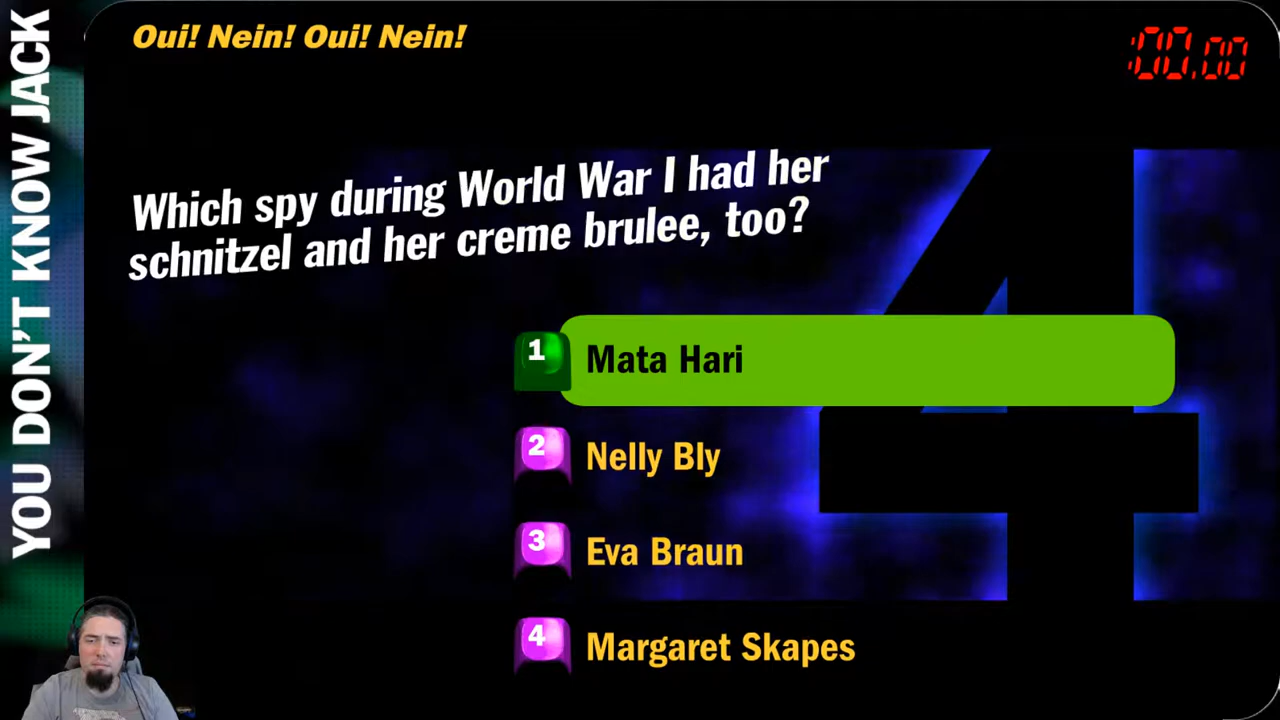 YOU DON'T KNOW JACK
Oui! Nein! Oui! Nein!
:00.00
Which spy during World War I had her
schnitzel and her creme brulee, too?
4
1 Mata Hari
2 Nelly Bly
3 Eva Braun
4 Margaret Skapes